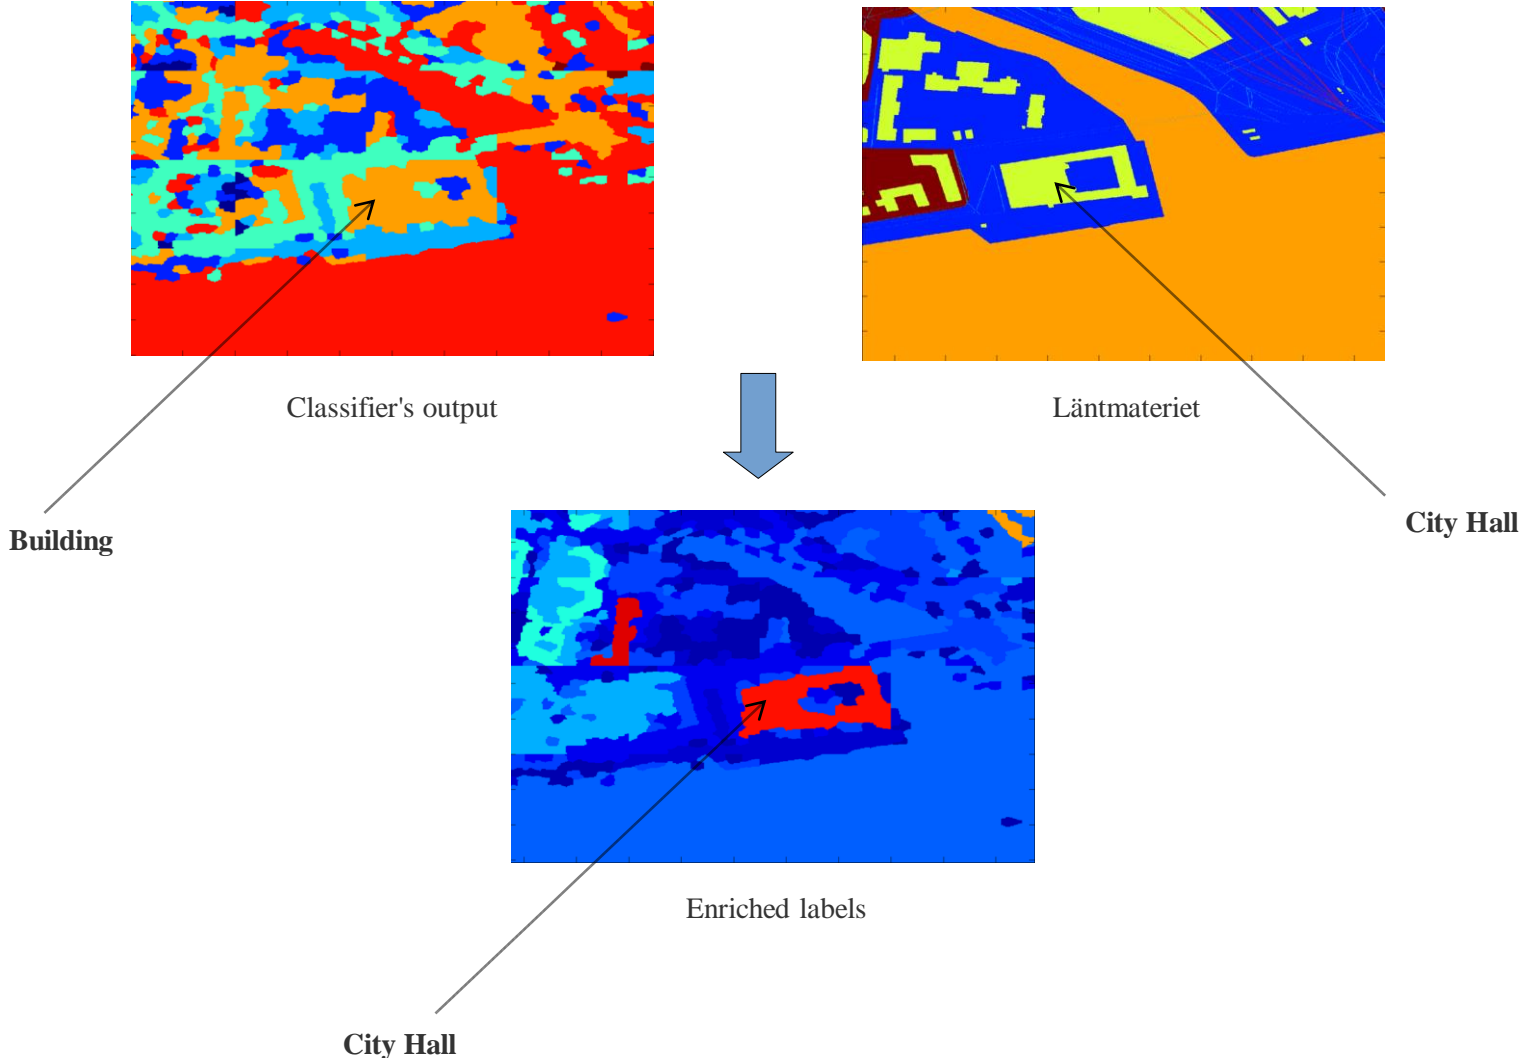 Classifier's output
Läntmateriet
Building
City Hall
Enriched labels
City Hall